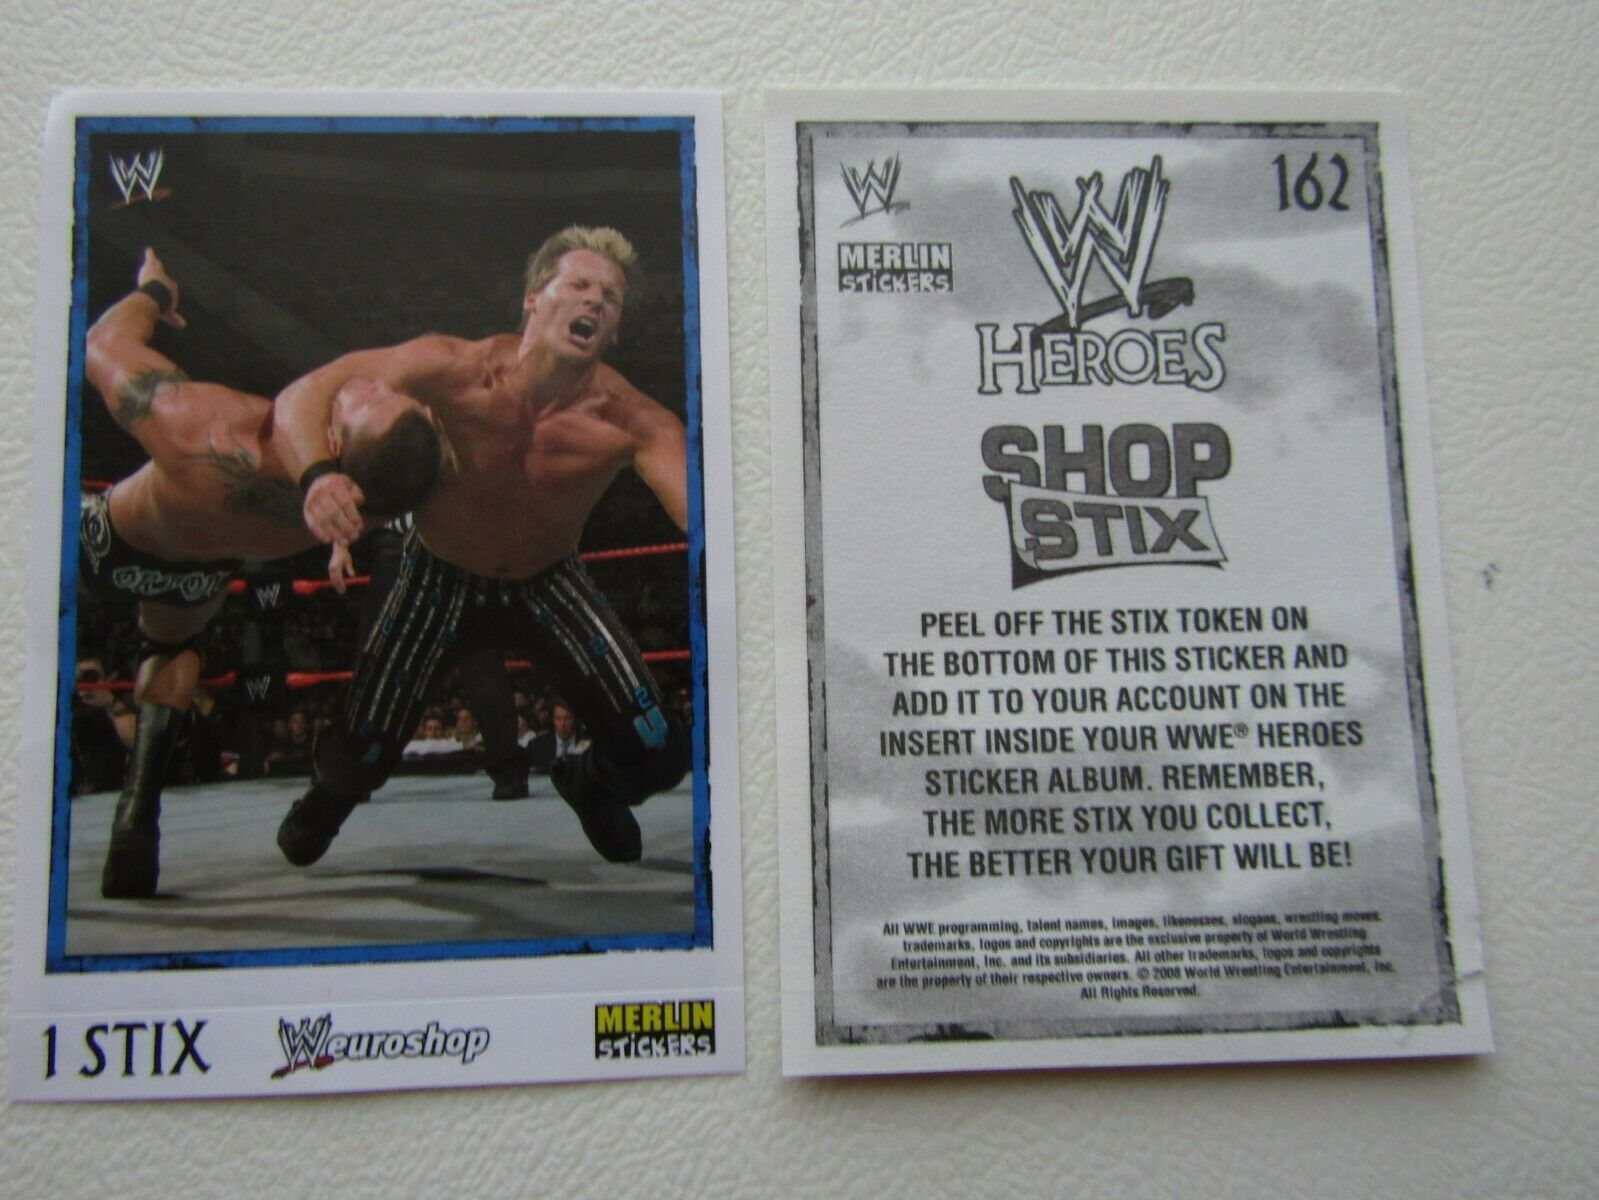 W
1 STIX
W euroshop
MERLIN
STICKERS
162
W
MERLIN
STICKERS
W
HEROES
SHOP
STIX
PEEL OFF THE STIX TOKEN ON
THE BOTTOM OF THIS STICKER AND
ADD IT TO YOUR ACCOUNT ON THE
INSERT INSIDE YOUR WWE® HEROES
STICKER ALBUM. REMEMBER,
THE MORE STIX YOU COLLECT,
THE BETTER YOUR GIFT WILL BE!
All WWE programming, talent names, images, likenesses, slogans, wrestling moves,
trademarks, logos and copyrights are the exclusive property of World Wrestling
Entertainment, Inc. and its subsidiaries. All other trademarks, logos and copyrights
are the property of their respective owners. © 2008 World Wrestling Entertainment, Inc.
All Rights Reserved.